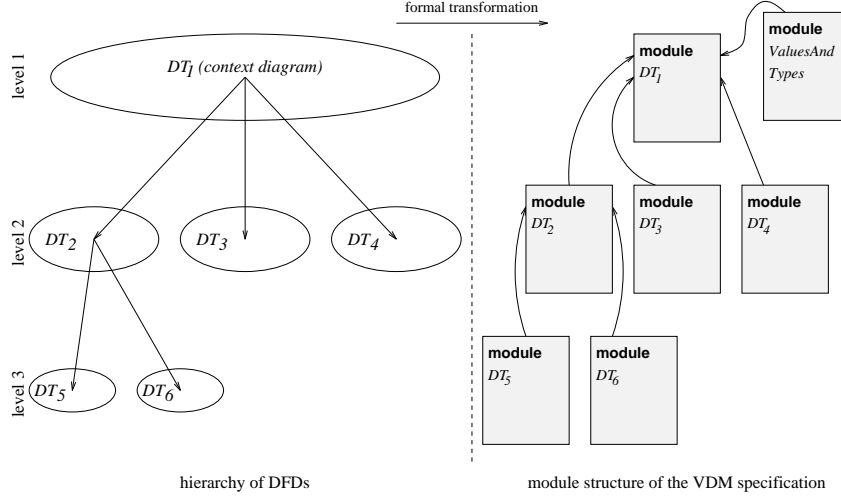 formal transformation
level 1
DT1 (context diagram)
module
DT1
module
ValuesAnd
Types
level 2
DT2
DT3
DT4
module
DT2
module
DT3
module
DT4
level 3
DT5
DT6
module
DT5
module
DT6
hierarchy of DFDs
module structure of the VDM specification